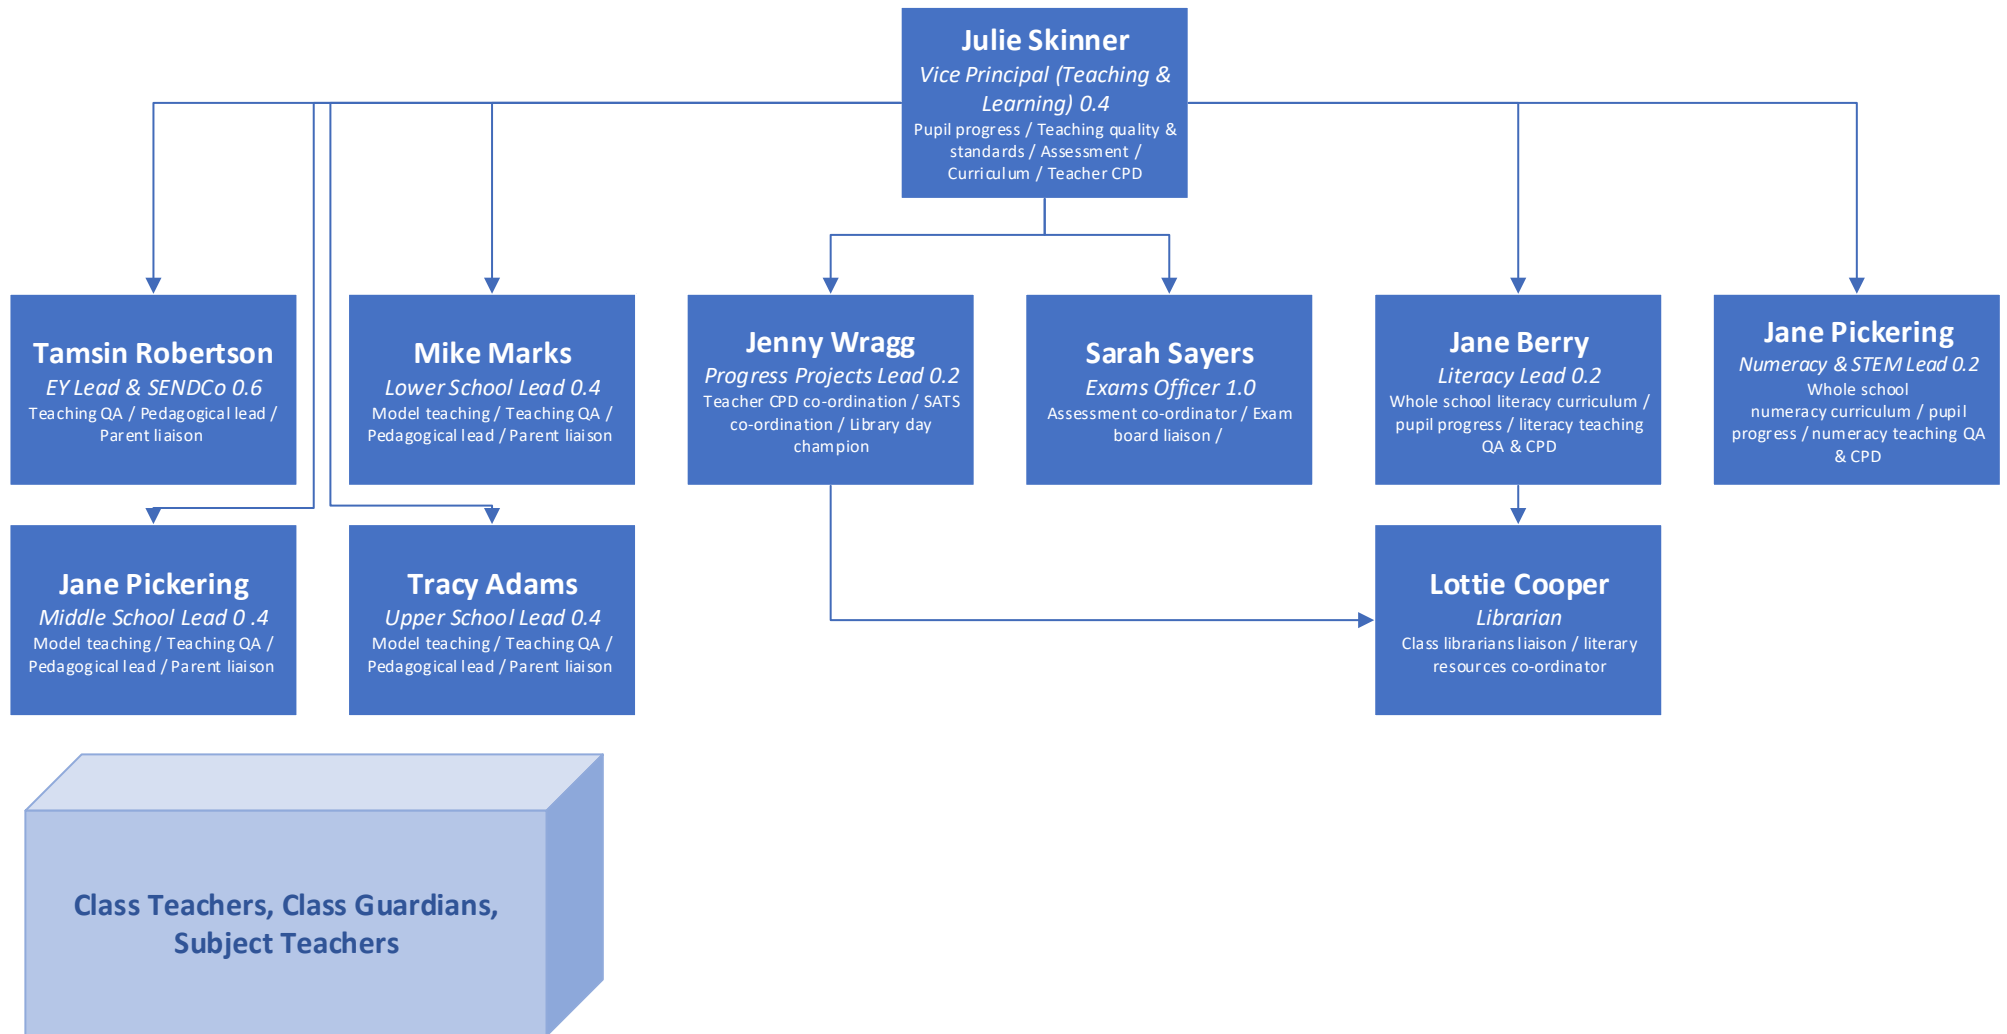 Julie Skinner
Vice Principal (Teaching &
Learning) 0.4
Pupil progress / Teaching quality &
standards / Assessment /
Curriculum / Teacher CPD
Tamsin Robertson
EY Lead & SENDCo 0.6
Teaching QA / Pedagogical lead /
Parent liaison
Mike Marks
Lower School Lead 0.4
Model teaching / Teaching QA /
Pedagogical lead / Parent liaison
Jenny Wragg
Progress Projects Lead 0.2
Teacher CPD co-ordination / SATS
co-ordination / Library day
champion
Sarah Sayers
Exams Officer 1.0
Assessment co-ordinator / Exam
board liaison /
Jane Berry
Literacy Lead 0.2
Whole school literacy curriculum /
pupil progress / literacy teaching
QA & CPD
Jane Pickering
Numeracy & STEM Lead 0.2
Whole school
numeracy curriculum / pupil
progress / numeracy teaching QA
& CPD
Jane Pickering
Middle School Lead 0 .4
Model teaching / Teaching QA /
Pedagogical lead / Parent liaison
Tracy Adams
Upper School Lead 0.4
Model teaching / Teaching QA /
Pedagogical lead / Parent liaison
Lottie Cooper
Librarian
Class librarians liaison / literary
resources co-ordinator
Class Teachers, Class Guardians,
Subject Teachers